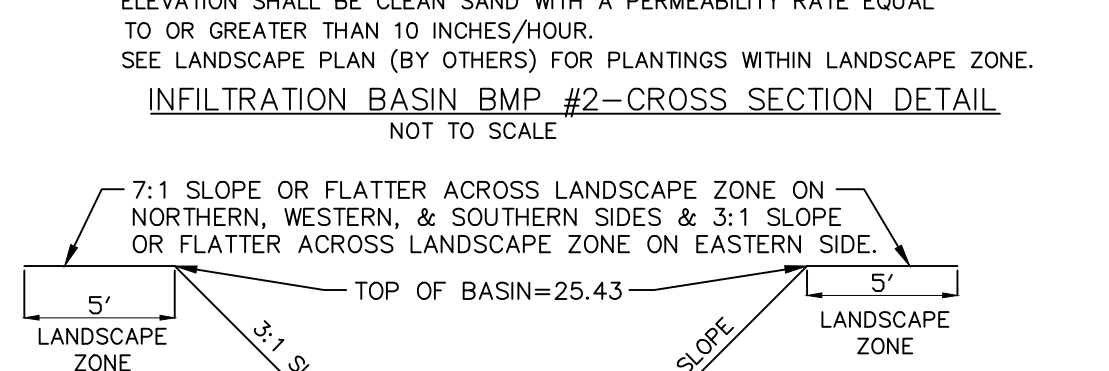 ELEVATION SHALL BE CLEAN SAND WITH A PERMEABILITY RATE EQUAL
TO OR GREATER THAN 10 INCHES/HOUR.
SEE LANDSCAPE PLAN (BY OTHERS) FOR PLANTINGS WITHIN LANDSCAPE ZONE.
INFILTRATION BASIN BMP #2-CROSS SECTION DETAIL
NOT TO SCALE
7:1 SLOPE OR FLATTER ACROSS LANDSCAPE ZONE ON
NORTHERN, WESTERN, & SOUTHERN SIDES & 3:1 SLOPE
OR FLATTER ACROSS LANDSCAPE ZONE ON EASTERN SIDE.
TOP OF BASIN=25.43
5'
LANDSCAPE
ZONE
3:1
SLOPE
5'
LANDSCAPE
ZONE